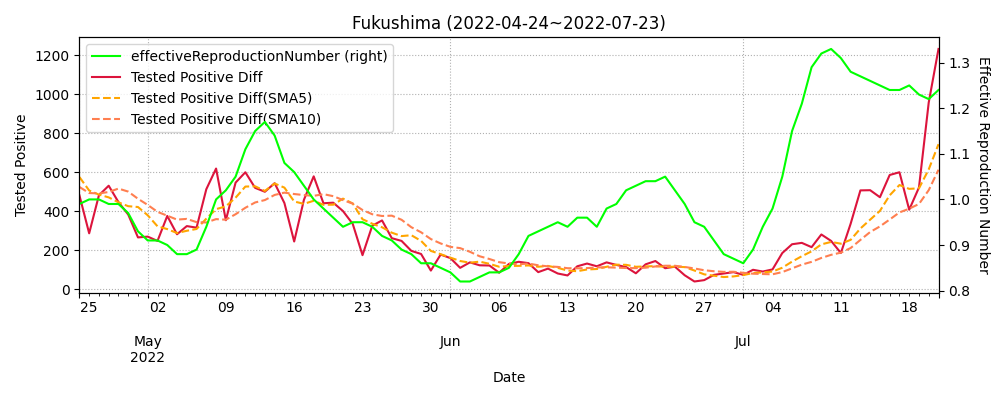 Fukushima (2022-04-24~2022-07-23)
effectiveReproductionNumber (right)
Tested Positive Diff
Tested Positive Diff(SMA5)
Tested Positive Diff(SMA10)
Tested Positive
1200
1000
800
600
400
200
0
Effective Reproduction Number
1.3
1.2
1.1
1.0
0.9
0.8
25 02 09 16 23 30 06 13 20 27 04 11 18
May Jun Jul
2022
Date